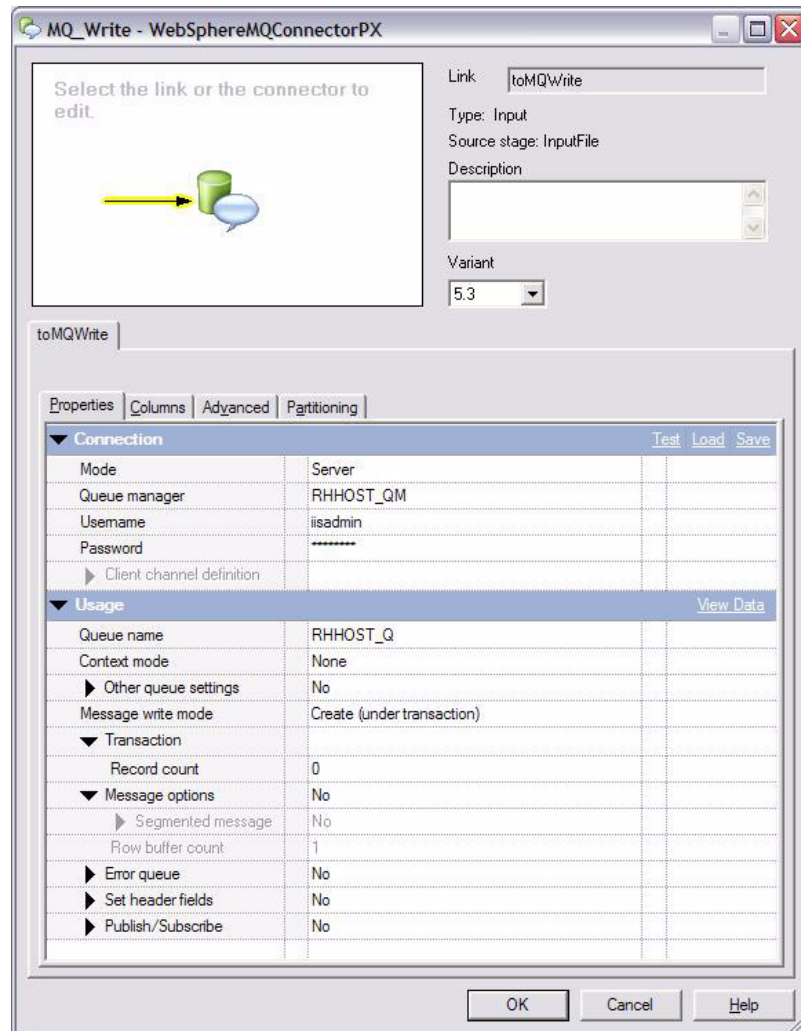 MQ_Write - WebSphereMQConnectorPX
Select the link or the connector to
edit.
Link toMQWrite
Type: Input
Source stage: InputFile
Description
Variant
5.3
toMQWrite
Properties Columns Advanced Partitioning
Connection Test Load Save
Mode Server
Queue manager RHHOST_QM
Username iisadmin
Password ********
Client channel definition
Usage View Data
Queue name RHHOST_Q
Context mode None
Other queue settings No
Message write mode Create (under transaction)
Transaction
Record count 0
Message options No
Segmented message No
Row buffer count 1
Error queue No
Set header fields No
Publish/Subscribe No
OK Cancel Help